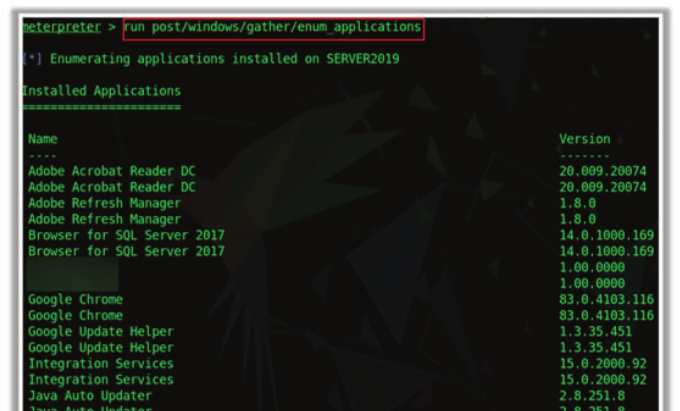 meterpreter > run post/windows/gather/enum_applications
[*] Enumerating applications installed on SERVER2019
Installed Applications
=====================
Name Version
---- -------
Adobe Acrobat Reader DC 20.009.20074
Adobe Acrobat Reader DC 20.009.20074
Adobe Refresh Manager 1.8.0
Adobe Refresh Manager 1.8.0
Browser for SQL Server 2017 14.0.1000.169
Browser for SQL Server 2017 14.0.1000.169
1.00.0000
1.00.0000
Google Chrome 83.0.4103.116
Google Chrome 83.0.4103.116
Google Update Helper 1.3.35.451
Google Update Helper 1.3.35.451
Integration Services 15.0.2000.92
Integration Services 15.0.2000.92
Java Auto Updater 2.8.251.8
Java Auto Updater 2.8.251.8